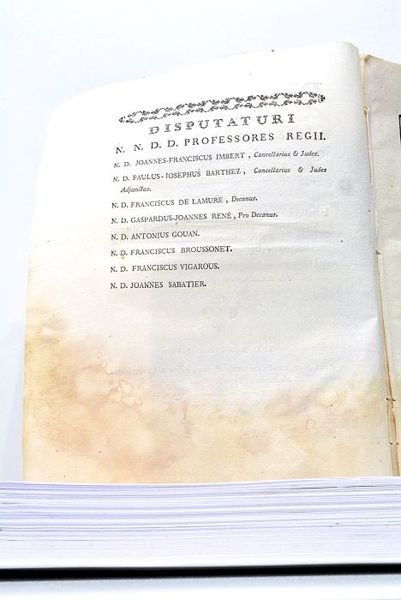 DISPUTATURI
N. N. D. D. PROFESSORES REGII.
N. D. JOANNES-FRANCISCUS IMBERT, Cancellarius & Judex.
N. D. PAULUS-JOSEPHUS BARTHEZ, Cancellarius & Judex
Adjunctus.
N. D. FRANCISCUS DE LAMURE, Decanus.
N. D. GASPARDUS-JOANNES RENÉ, Pro Decanus.
N. D. ANTONIUS GOUAN.
N. D. FRANCISCUS BROUSSONET.
N. D. FRANCISCUS VIGAROUS.
N. D. JOANNES SABATIER.